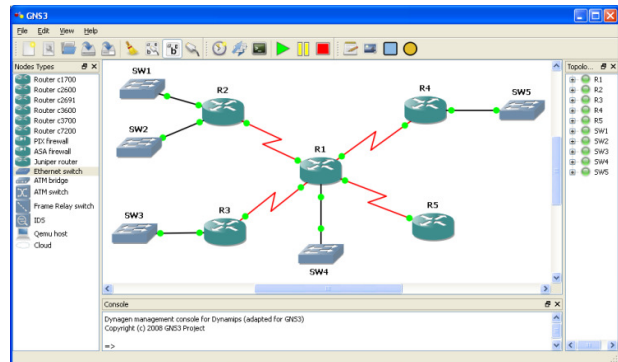 GNS3
File Edit View Help
Nodes Types
Router c1700
Router c2600
Router c2691
Router c3600
Router c3700
Router c7200
PIX firewall
ASA firewall
Juniper router
Ethernet switch
ATM bridge
ATM switch
Frame Relay switch
IDS
Qemu host
Cloud
SW1
R2
SW2
R4
SW5
R1
SW3
R3
R5
SW4
Topolo...
R1
R2
R3
R4
R5
SW1
SW2
SW3
SW4
SW5
Console
Dynagen management console for Dynamips (adapted for GNS3)
Copyright (c) 2008 GNS3 Project
=>